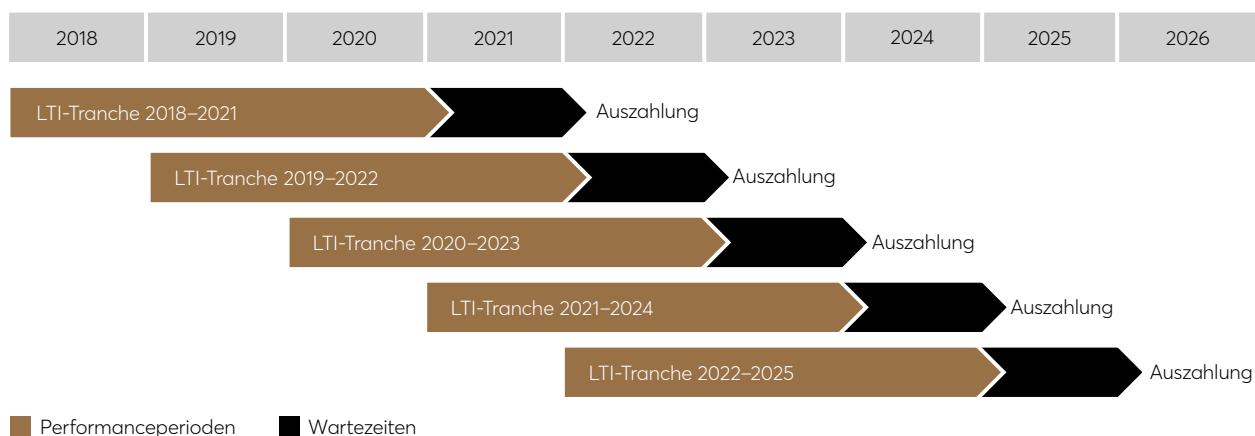 2018 2019 2020 2021 2022 2023 2024 2025 2026
LTI-Tranche 2018–2021 Auszahlung
LTI-Tranche 2019–2022 Auszahlung
LTI-Tranche 2020–2023 Auszahlung
LTI-Tranche 2021–2024 Auszahlung
LTI-Tranche 2022–2025 Auszahlung
Performanceperioden Wartezeiten